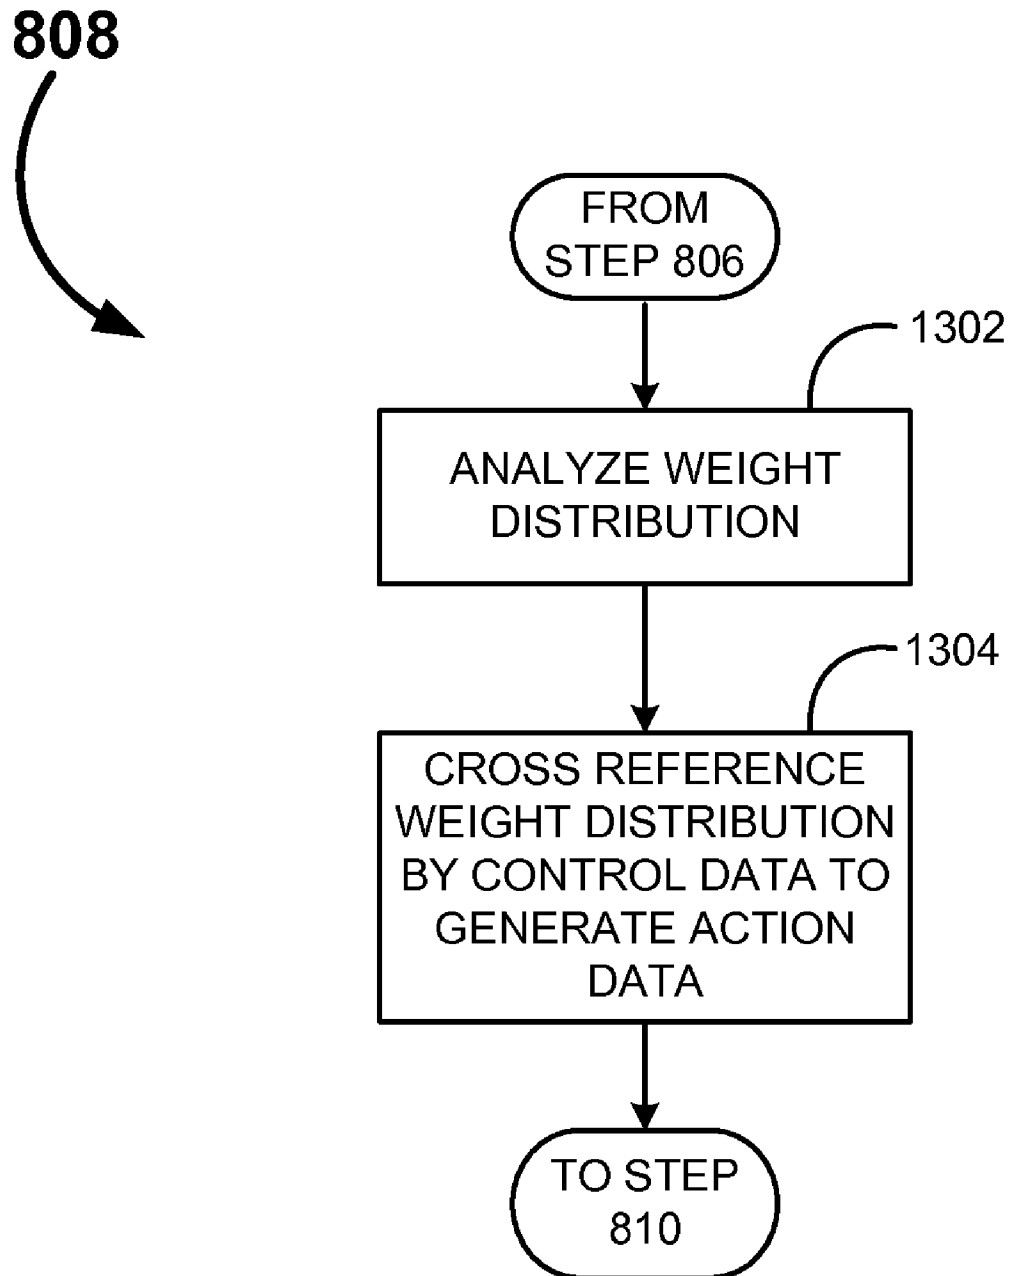 808
FROM
STEP 806
1302
ANALYZE WEIGHT
DISTRIBUTION
1304
CROSS REFERENCE
WEIGHT DISTRIBUTION
BY CONTROL DATA TO
GENERATE ACTION
DATA
TO STEP
810